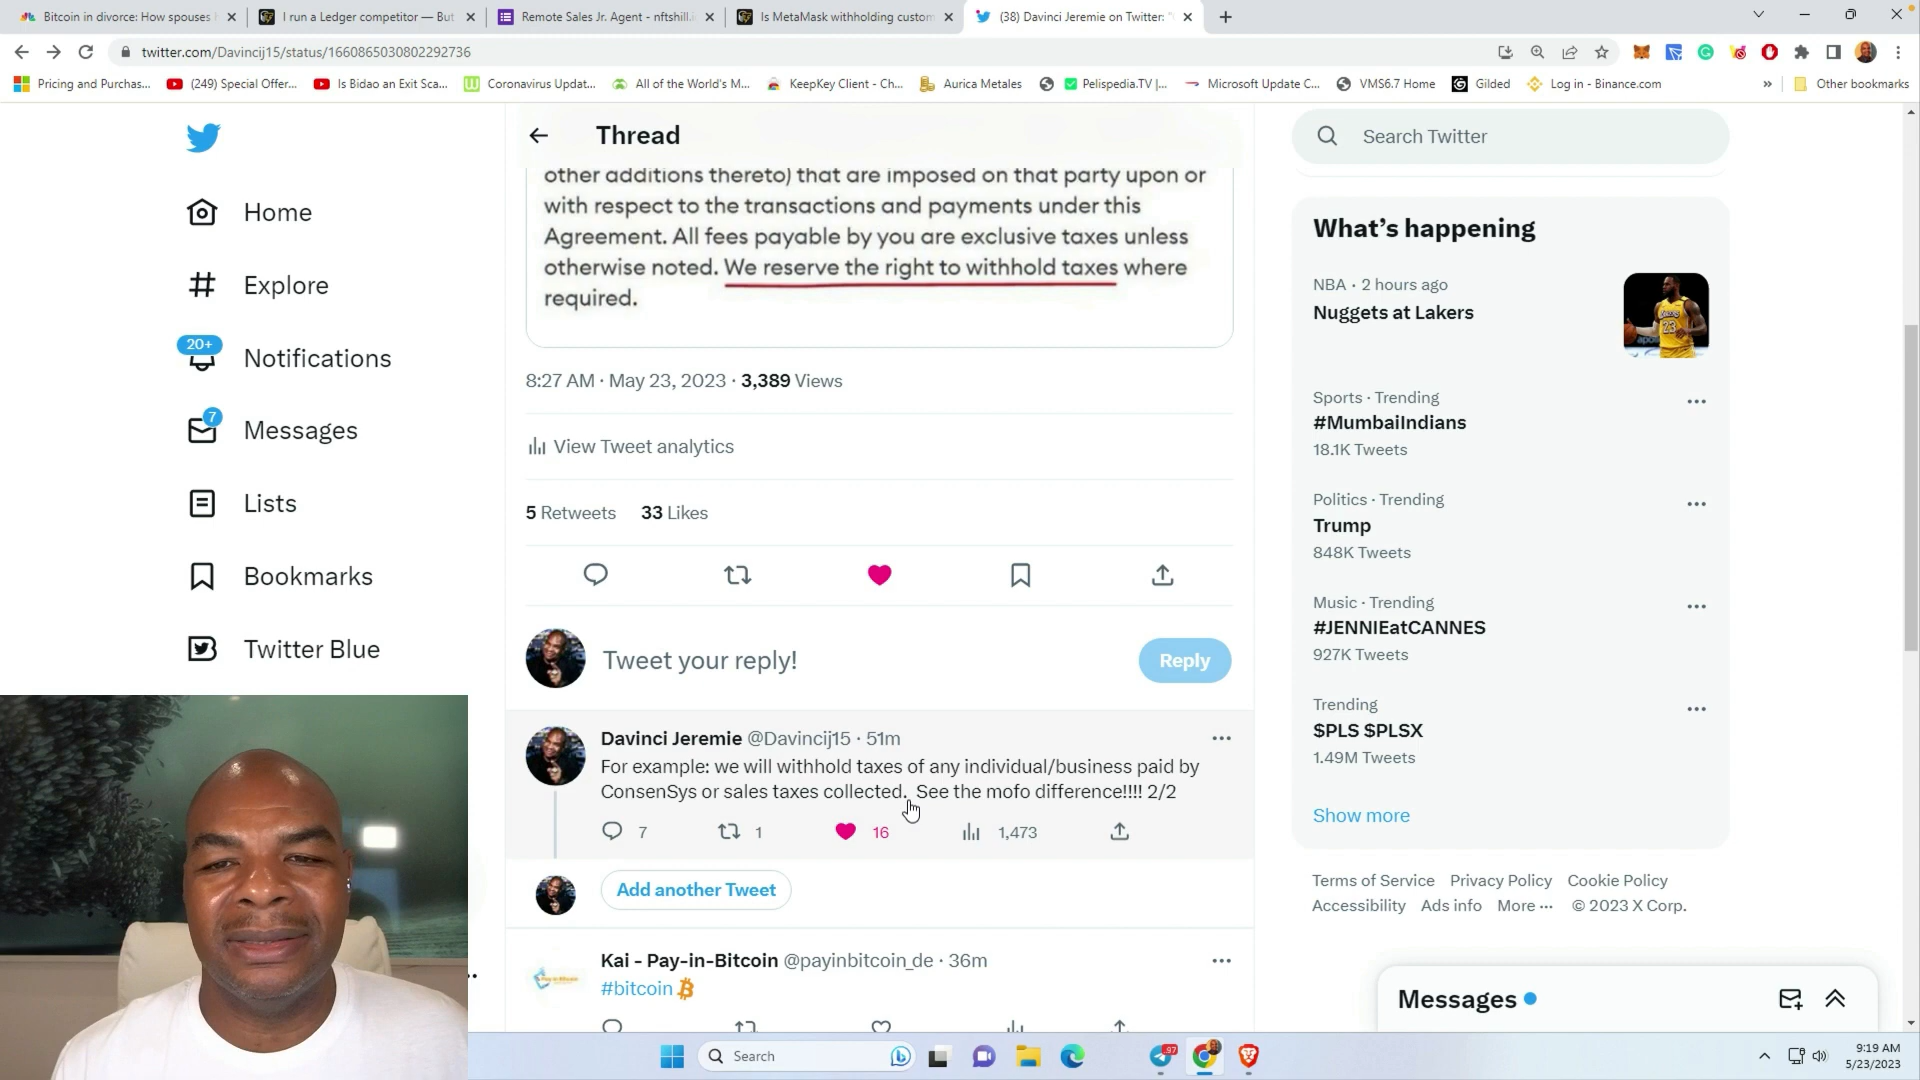 Bitcoin in divorce: How spouses
I run a Ledger competitor — But
Remote Sales Jr. Agent - nftshill.
Is MetaMask withholding custom
(38) Davinci Jeremie on Twitter: "
twitter.com/Davincij15/status/1660865030802292736
Pricing and Purchas...
(249) Special Offer...
Is Bidao an Exit Sca...
Coronavirus Updat...
All of the World's M...
KeepKey Client - Ch...
Aurica Metales
Pelispedia.TV |...
Microsoft Update C...
VMS6.7 Home
Gilded
Log in - Binance.com
»
Other bookmarks
Home
Explore
20+
Notifications
7
Messages
Lists
Bookmarks
Twitter Blue
Thread
other additions thereto) that are imposed on that party upon or
with respect to the transactions and payments under this
Agreement. All fees payable by you are exclusive taxes unless
otherwise noted. We reserve the right to withhold taxes where
required.
8:27 AM · May 23, 2023 · 3,389 Views
View Tweet analytics
5 Retweets 33 Likes
Tweet your reply!
Reply
Davinci Jeremie @Davincij15 · 51m
For example: we will withhold taxes of any individual/business paid by
ConsenSys or sales taxes collected. See the mofo difference!!!! 2/2
7 1 16 1,473
Add another Tweet
Kai - Pay-in-Bitcoin @payinbitcoin_de · 36m
#bitcoin
Search Twitter
What's happening
NBA · 2 hours ago
Nuggets at Lakers
Sports · Trending
#MumbaiIndians
18.1K Tweets
Politics · Trending
Trump
848K Tweets
Music · Trending
#JENNIEatCANNES
927K Tweets
Trending
$PLS $PLSX
1.49M Tweets
Show more
Terms of Service Privacy Policy Cookie Policy
Accessibility Ads info More ··· © 2023 X Corp.
Messages
Search
97
9:19 AM
5/23/2023